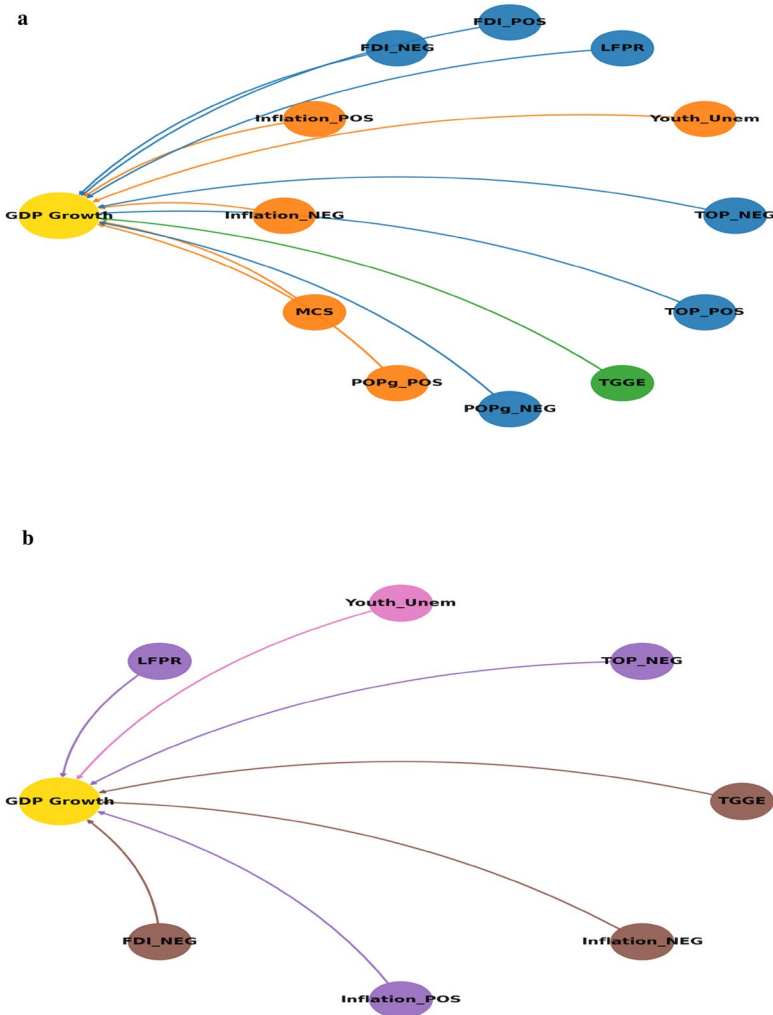 a
FDI_POS
FDI_NEG
LFPR
Inflation_POS
Youth_Unem
GDP Growth
Inflation_NEG
TOP_NEG
MCS
TOP_POS
POPg_POS
TGGE
POPg_NEG
b
Youth_Unem
LFPR
TOP_NEG
GDP Growth
TGGE
FDI_NEG
Inflation_NEG
Inflation_POS